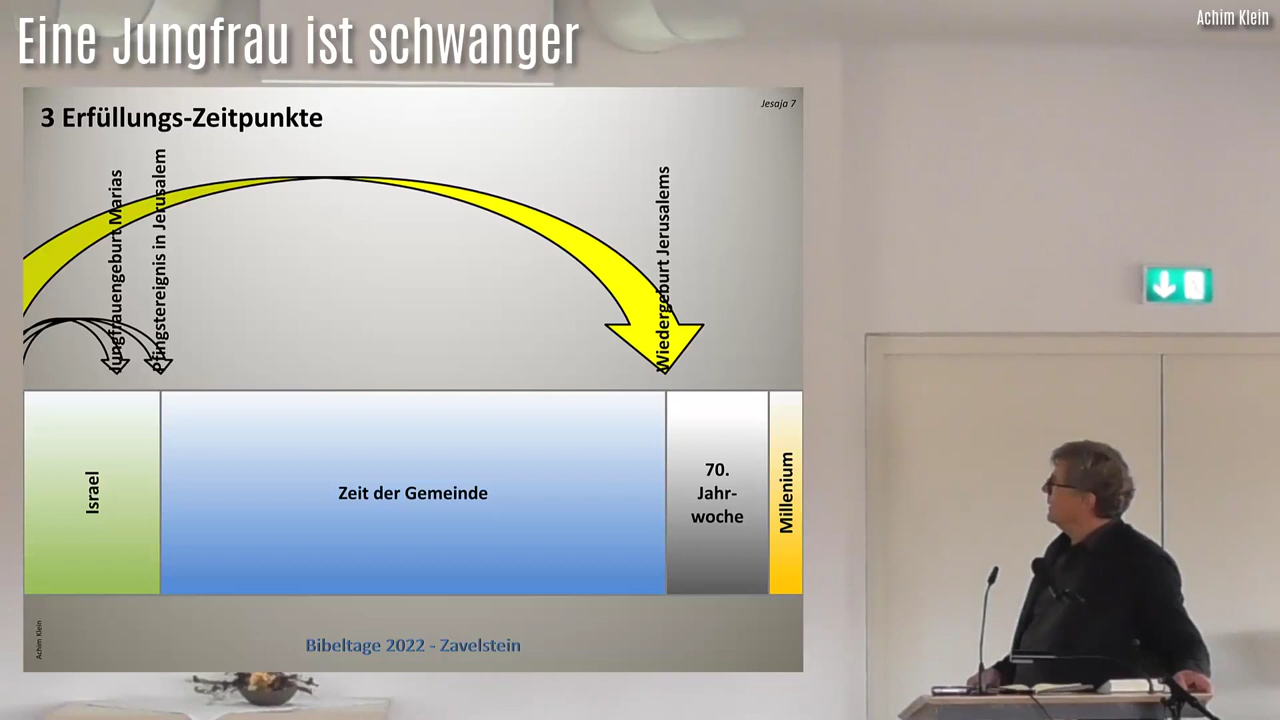 Eine Jungfrau ist schwanger
Achim Klein
3 Erfüllungs-Zeitpunkte
Jesaja 7
Jungfrauengeburt Marias
Pfingstereignis in Jerusalem
Wiedergeburt Jerusalems
Israel
Zeit der Gemeinde
70.
Jahr-
woche
Millenium
Achim Klein
Bibeltage 2022 - Zavelstein